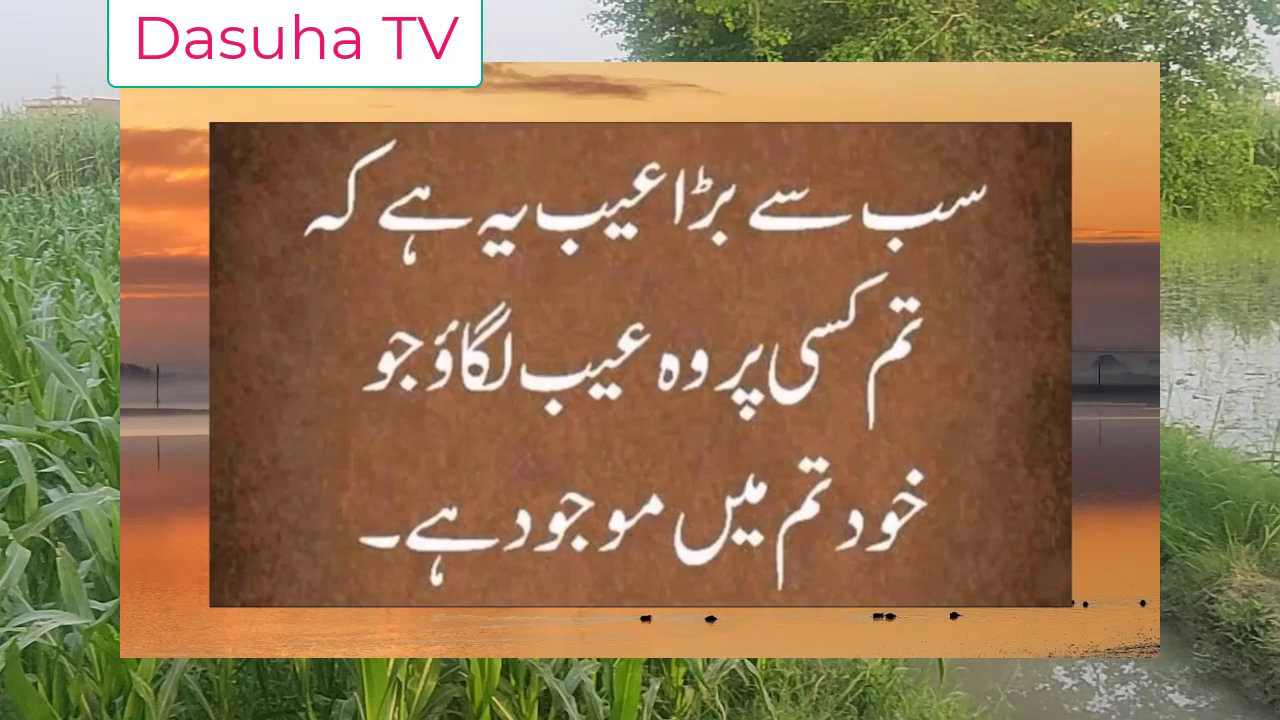 Dasuha TV
سب سے بڑا عیب یہ ہے کہ
تم کسی پر وہ عیب لگاؤ جو
خود تم میں موجود ہے۔